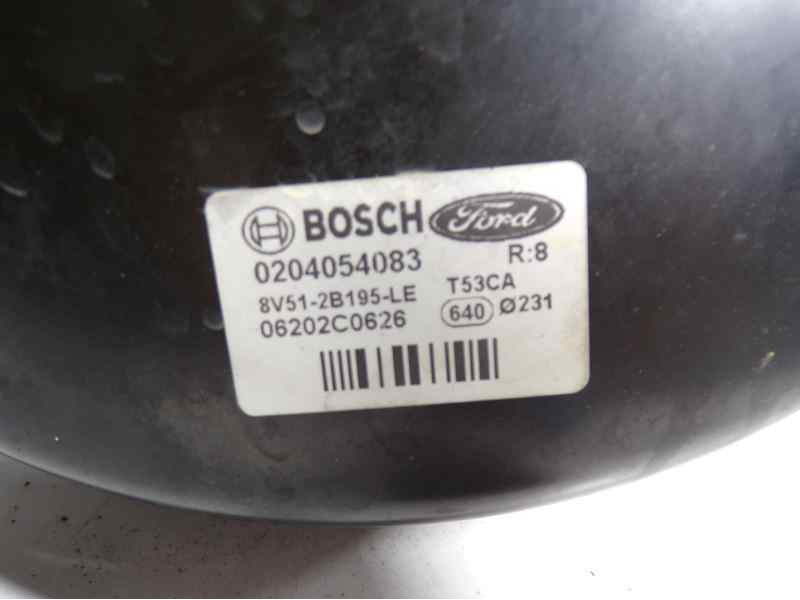 BOSCH Ford
0204054083 R:8
8V51-2B195-LE T53CA
06202C0626 640 Ø231